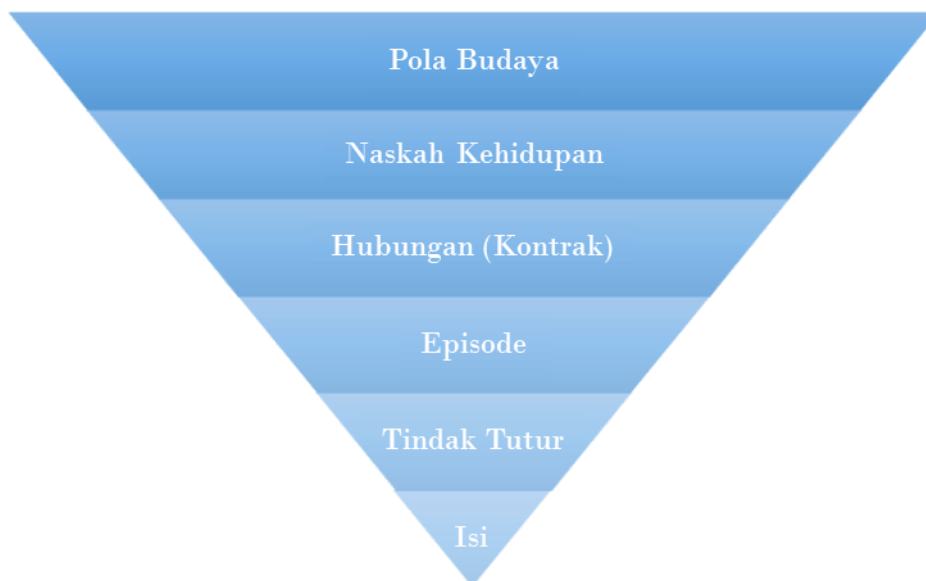 Pola Budaya
Naskah Kehidupan
Hubungan (Kontrak)
Episode
Tindak Tutur
Isi